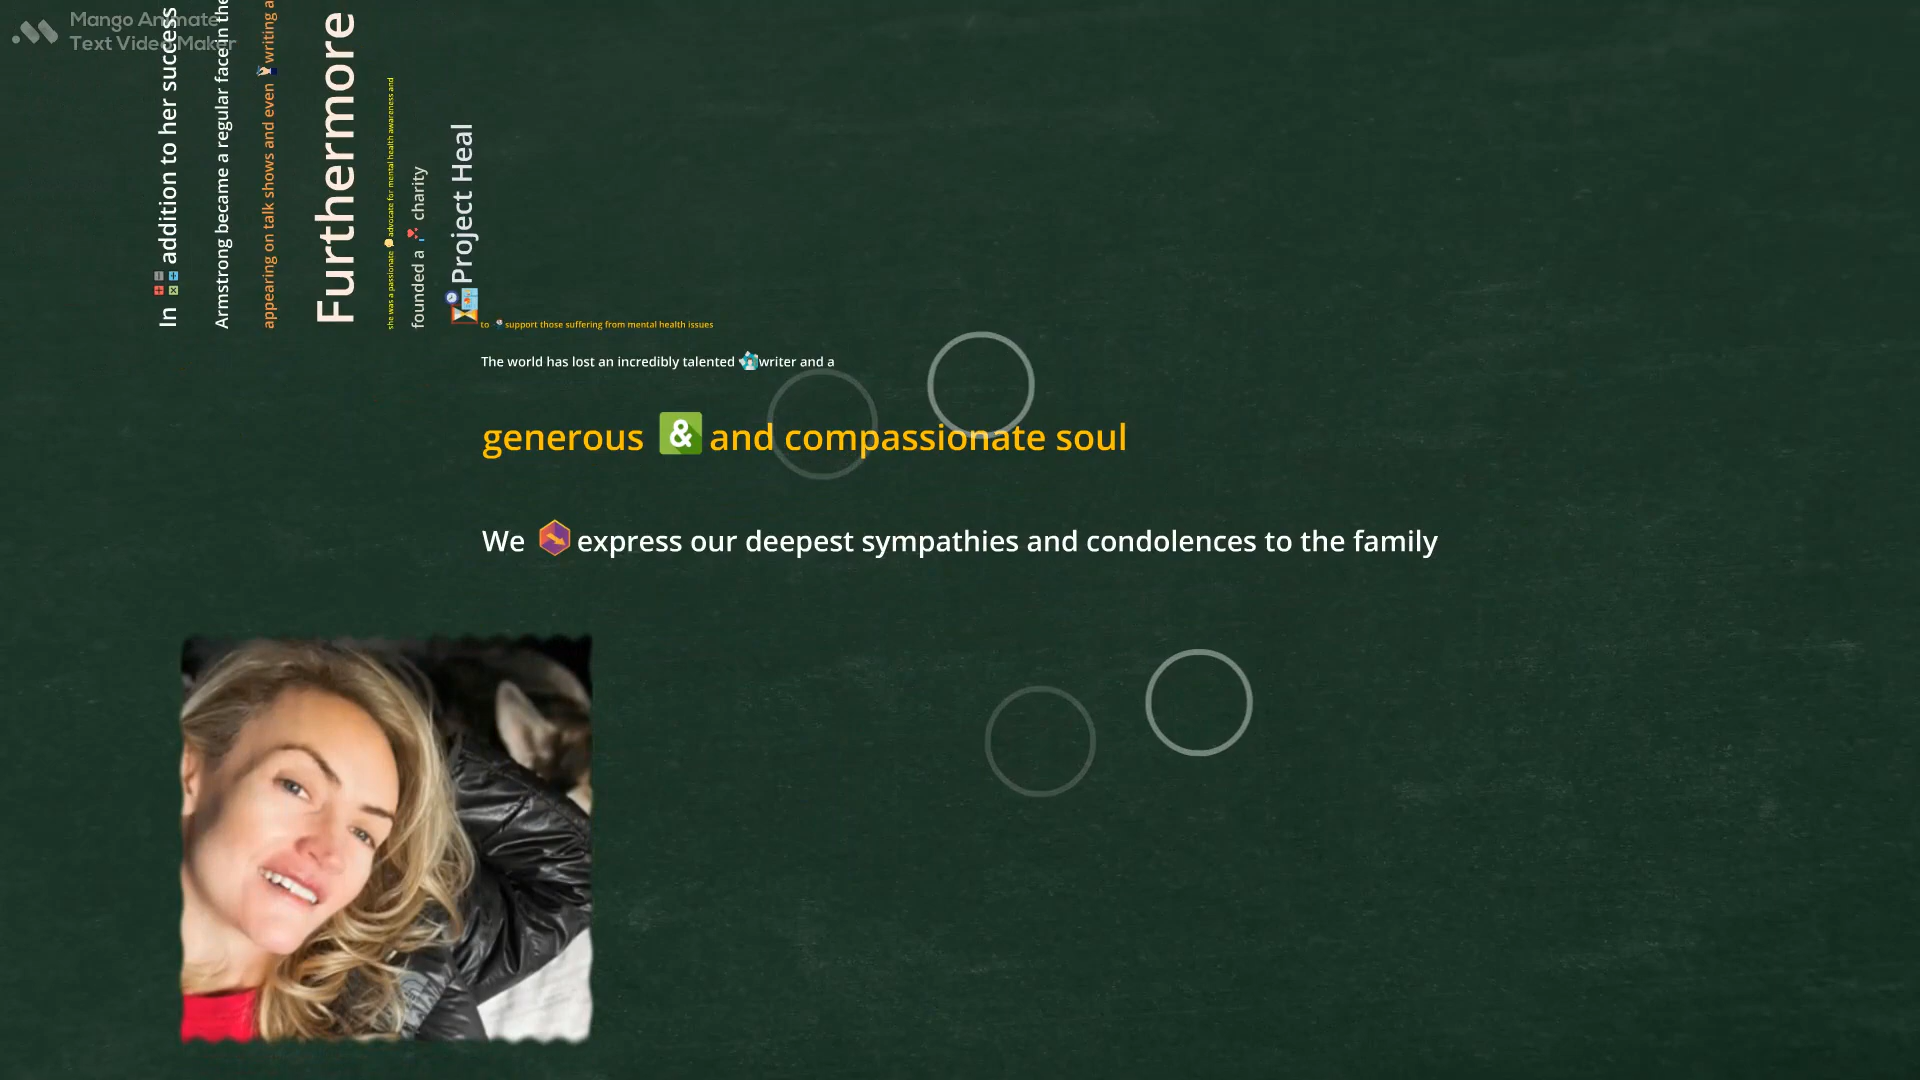 Mango Animate
Text Video Maker
In addition to her success
Armstrong became a regular face in the
appearing on talk shows and even writing a
Furthermore
she was a passionate advocate for mental health awareness and
founded a charity
Project Heal
to support those suffering from mental health issues
The world has lost an incredibly talented writer and a
generous & and compassionate soul
We express our deepest sympathies and condolences to the family